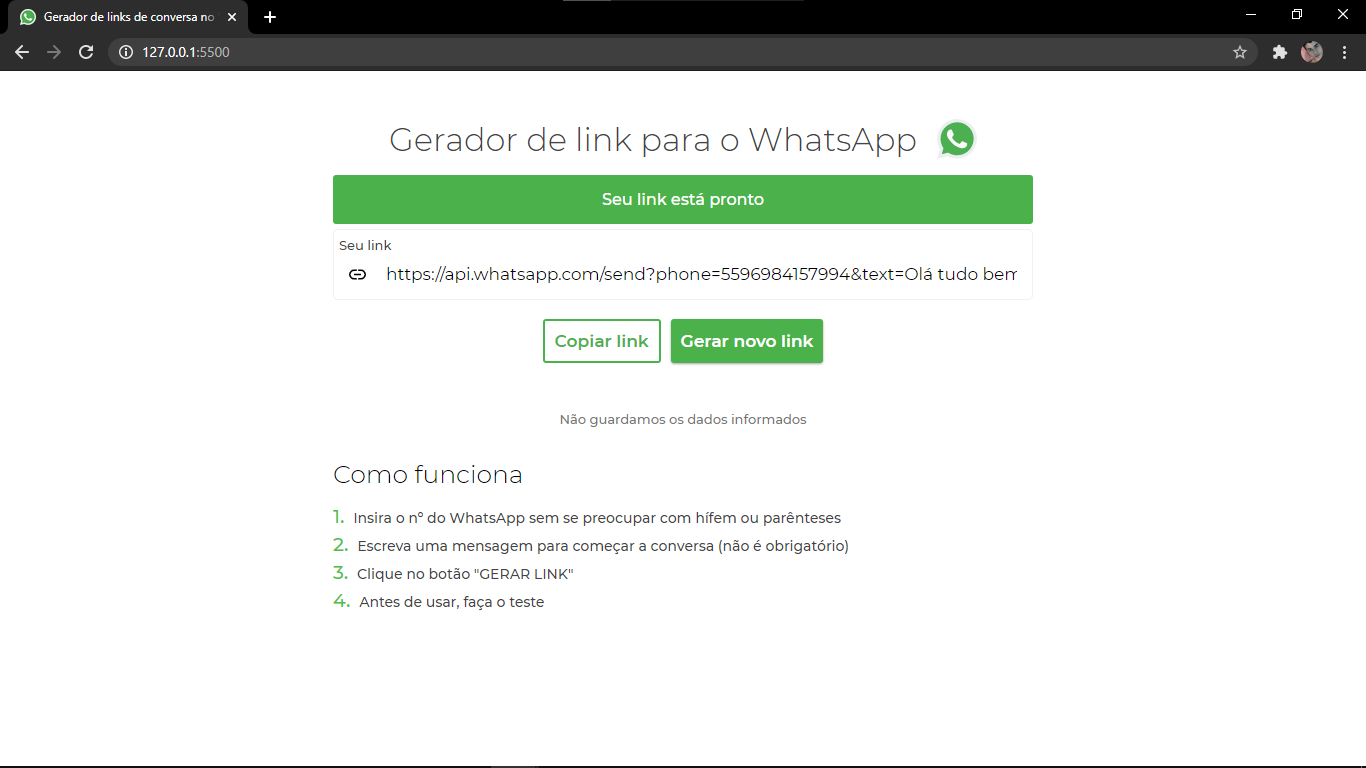 Gerador de links de conversa no
127.0.0.1:5500
Gerador de link para o WhatsApp
Seu link está pronto
Seu link
https://api.whatsapp.com/send?phone=5596984157994&text=Olá tudo bem
Copiar link
Gerar novo link
Não guardamos os dados informados
Como funciona
1. Insira o nº do WhatsApp sem se preocupar com hífem ou parênteses
2. Escreva uma mensagem para começar a conversa (não é obrigatório)
3. Clique no botão "GERAR LINK"
4. Antes de usar, faça o teste